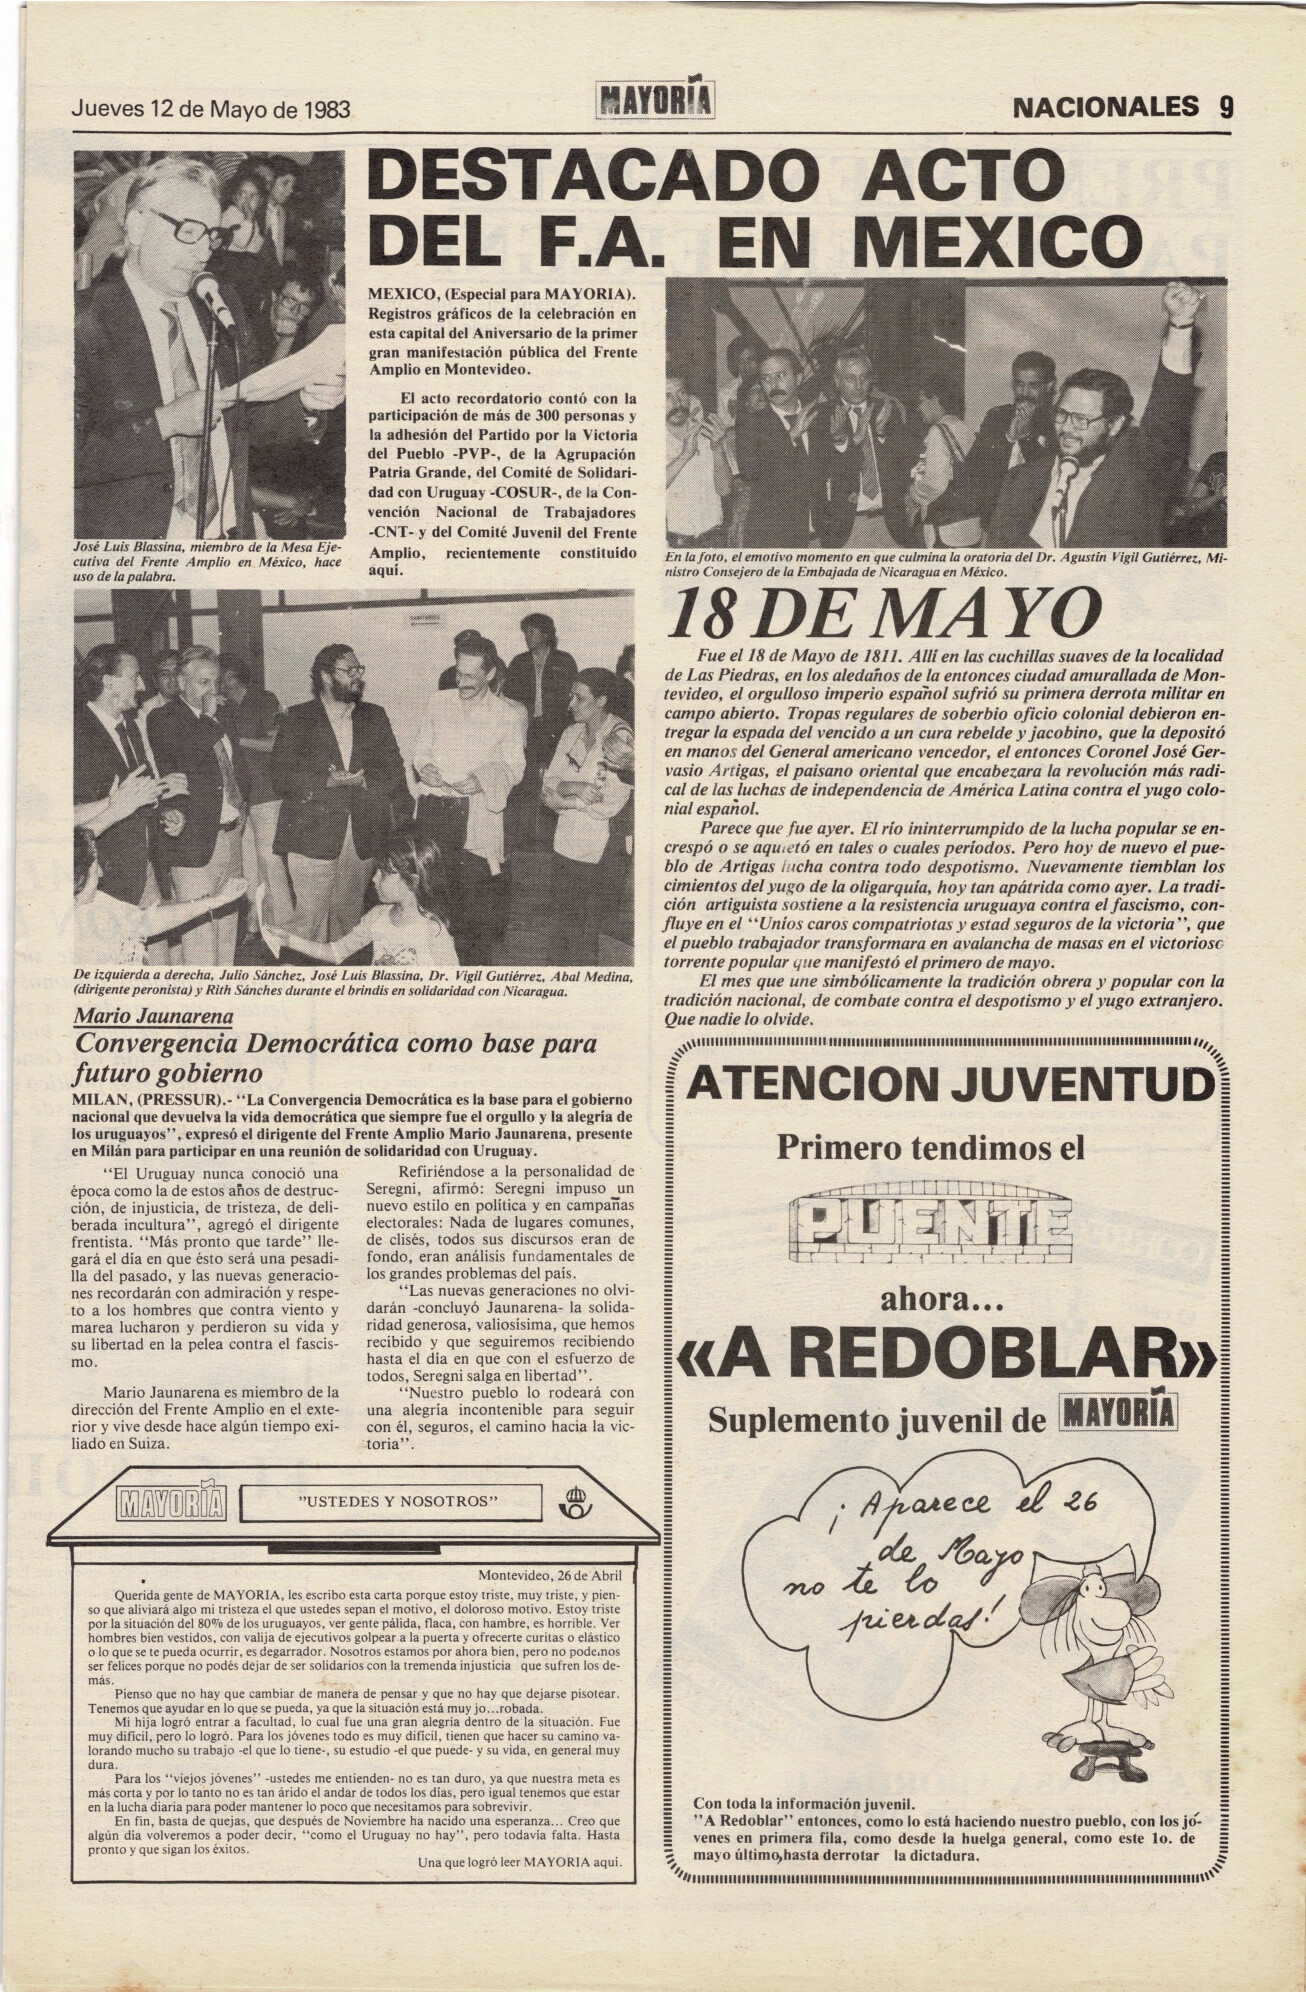 Jueves 12 de Mayo de 1983
MAYORÍA
NACIONALES 9
DESTACADO ACTO
DEL F.A. EN MEXICO
José Luis Blassina, miembro de la Mesa Eje-
cutiva del Frente Amplio en México, hace
uso de la palabra.
MEXICO, (Especial para MAYORIA).
Registros gráficos de la celebración en
esta capital del Aniversario de la primer
gran manifestación pública del Frente
Amplio en Montevideo.
El acto recordatorio contó con la
participación de más de 300 personas y
la adhesión del Partido por la Victoria
del Pueblo -PVP-, de la Agrupación
Patria Grande, del Comité de Solidari-
dad con Uruguay -COSUR-, de la Con-
vención Nacional de Trabajadores
-CNT- y del Comité Juvenil del Frente
Amplio, recientemente constituído
aquí.
En la foto, el emotivo momento en que culmina la oratoria del Dr. Agustín Vigil Gutiérrez, Mi-
nistro Consejero de la Embajada de Nicaragua en México.
De izquierda a derecha, Julio Sánchez, José Luis Blassina, Dr. Vigil Gutiérrez, Abal Medina,
(dirigente peronista) y Rith Sánches durante el brindis en solidaridad con Nicaragua.
18 DE MAYO
Fue el 18 de Mayo de 1811. Allí en las cuchillas suaves de la localidad
de Las Piedras, en los aledaños de la entonces ciudad amurallada de Mon-
tevideo, el orgulloso imperio español sufrió su primera derrota militar en
campo abierto. Tropas regulares de soberbio oficio colonial debieron en-
tregar la espada del vencido a un cura rebelde y jacobino, que la depositó
en manos del General americano vencedor, el entonces Coronel José Ger-
vasio Artigas, el paisano oriental que encabezara la revolución más radi-
cal de las luchas de independencia de América Latina contra el yugo colo-
nial español.
Parece que fue ayer. El río ininterrumpido de la lucha popular se en-
crespó o se aquietó en tales o cuales períodos. Pero hoy de nuevo el pue-
blo de Artigas lucha contra todo despotismo. Nuevamente tiemblan los
cimientos del yugo de la oligarquía, hoy tan apátrida como ayer. La tradi-
ción artiguista sostiene a la resistencia uruguaya contra el fascismo, con-
fluye en el "Uníos caros compatriotas y estad seguros de la victoria", que
el pueblo trabajador transformara en avalancha de masas en el victorioso
torrente popular que manifestó el primero de mayo.
El mes que une simbólicamente la tradición obrera y popular con la
tradición nacional, de combate contra el despotismo y el yugo extranjero.
Que nadie lo olvide.
Mario Jaunarena
Convergencia Democrática como base para
futuro gobierno
MILAN, (PRESSUR).- "La Convergencia Democrática es la base para el gobierno
nacional que devuelva la vida democrática que siempre fue el orgullo y la alegría de
los uruguayos", expresó el dirigente del Frente Amplio Mario Jaunarena, presente
en Milán para participar en una reunión de solidaridad con Uruguay.
"El Uruguay nunca conoció una
época como la de estos años de destruc-
ción, de injusticia, de tristeza, de deli-
berada incultura", agregó el dirigente
frentista. "Más pronto que tarde" lle-
gará el día en que ésto será una pesadi-
lla del pasado, y las nuevas generacio-
nes recordarán con admiración y respe-
to a los hombres que contra viento y
marea lucharon y perdieron su vida y
su libertad en la pelea contra el fascis-
mo.
Mario Jaunarena es miembro de la
dirección del Frente Amplio en el exte-
rior y vive desde hace algún tiempo exi-
liado en Suiza.
Refiriéndose a la personalidad de
Seregni, afirmó: Seregni impuso un
nuevo estilo en política y en campañas
electorales: Nada de lugares comunes,
de clisés, todos sus discursos eran de
fondo, eran análisis fundamentales de
los grandes problemas del país.
"Las nuevas generaciones no olvi-
darán -concluyó Jaunarena- la solida-
ridad generosa, valiosísima, que hemos
recibido y que seguiremos recibiendo
hasta el día en que con el esfuerzo de
todos, Seregni salga en libertad".
"Nuestro pueblo lo rodeará con
una alegría incontenible para seguir
con él, seguros, el camino hacia la vic-
toria".
MAYORÍA
"USTEDES Y NOSOTROS"
Montevideo, 26 de Abril
Querida gente de MAYORIA, les escribo esta carta porque estoy triste, muy triste, y pien-
so que aliviará algo mi tristeza el que ustedes sepan el motivo, el doloroso motivo. Estoy triste
por la situación del 80% de los uruguayos, ver gente pálida, flaca, con hambre, es horrible. Ver
hombres bien vestidos, con valija de ejecutivos golpear a la puerta y ofrecerte curitas o elástico
o lo que se te pueda ocurrir, es degarrador. Nosotros estamos por ahora bien, pero no podemos
ser felices porque no podés dejar de ser solidarios con la tremenda injusticia que sufren los de-
más.
Pienso que no hay que cambiar de manera de pensar y que no hay que dejarse pisotear.
Tenemos que ayudar en lo que se pueda, ya que la situación está muy jo...robada.
Mi hija logró entrar a facultad, lo cual fue una gran alegría dentro de la situación. Fue
muy difícil, pero lo logró. Para los jóvenes todo es muy difícil, tienen que hacer su camino va-
lorando mucho su trabajo -el que lo tiene-, su estudio -el que puede- y su vida, en general muy
dura.
Para los "viejos jóvenes" -ustedes me entienden- no es tan duro, ya que nuestra meta es
más corta y por lo tanto no es tan árido el andar de todos los días, pero igual tenemos que estar
en la lucha diaria para poder mantener lo poco que necesitamos para sobrevivir.
En fin, basta de quejas, que después de Noviembre ha nacido una esperanza... Creo que
algún día volveremos a poder decir, "como el Uruguay no hay", pero todavía falta. Hasta
pronto y que sigan los éxitos.
Una que logró leer MAYORIA aquí.
ATENCION JUVENTUD
Primero tendimos el
PUENTE
ahora...
«A REDOBLAR»
Suplemento juvenil de MAYORÍA
¡Aparece el 26
de Mayo
no te lo
pierdas!
Con toda la información juvenil.
"A Redoblar" entonces, como lo está haciendo nuestro pueblo, con los jó-
venes en primera fila, como desde la huelga general, como este 1o. de
mayo último, hasta derrotar la dictadura.